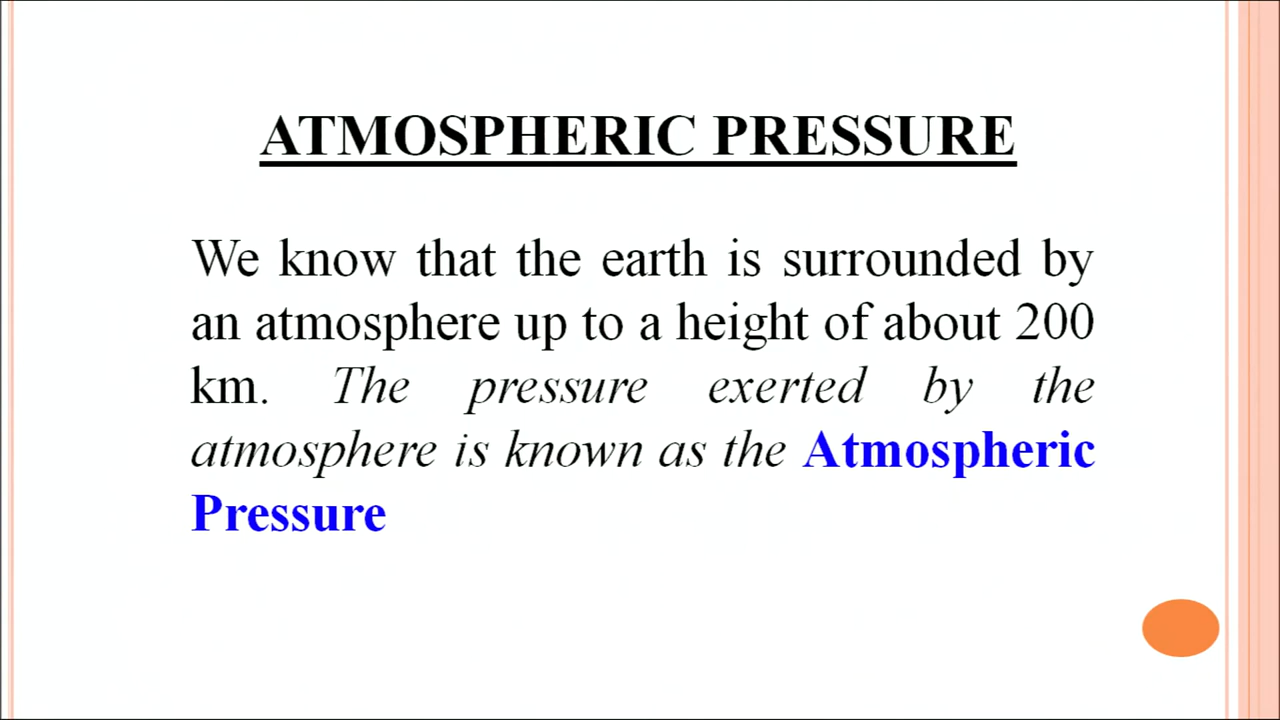 ATMOSPHERIC PRESSURE
We know that the earth is surrounded by
an atmosphere up to a height of about 200
km. The pressure exerted by the
atmosphere is known as the Atmospheric
Pressure